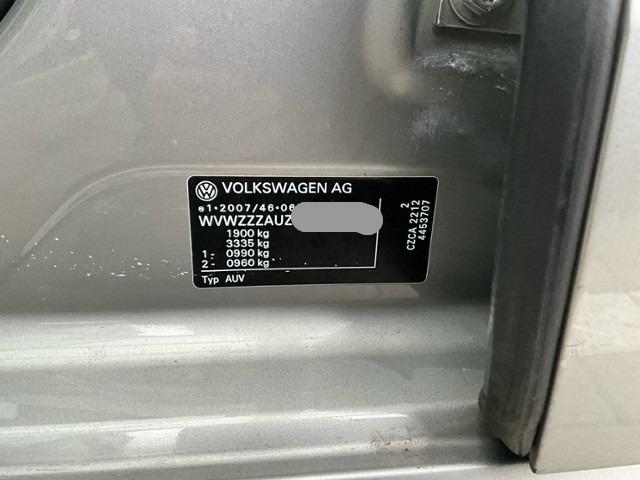 VOLKSWAGEN AG
e1*2007/46*06
WVWZZZAUZ
1900 kg
3335 kg
1- 0990 kg
2- 0960 kg
Typ AUV
2
CZCA 2212
4453707